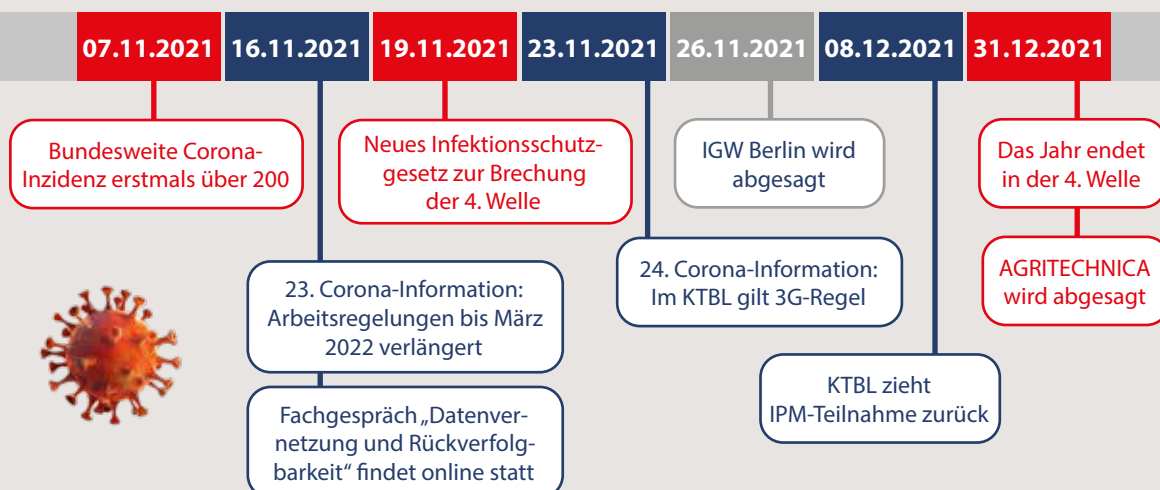 07.11.2021 16.11.2021 19.11.2021 23.11.2021 26.11.2021 08.12.2021 31.12.2021
Bundesweite Corona-
Inzidenz erstmals über 200
23. Corona-Information:
Arbeitsregelungen bis März
2022 verlängert
Fachgespräch „Datenver-
netzung und Rückverfolg-
barkeit“ findet online statt
Neues Infektionsschutz-
gesetz zur Brechung
der 4. Welle
24. Corona-Information:
Im KTBL gilt 3G-Regel
IGW Berlin wird
abgesagt
KTBL zieht
IPM-Teilnahme zurück
Das Jahr endet
in der 4. Welle
AGRITECHNICA
wird abgesagt